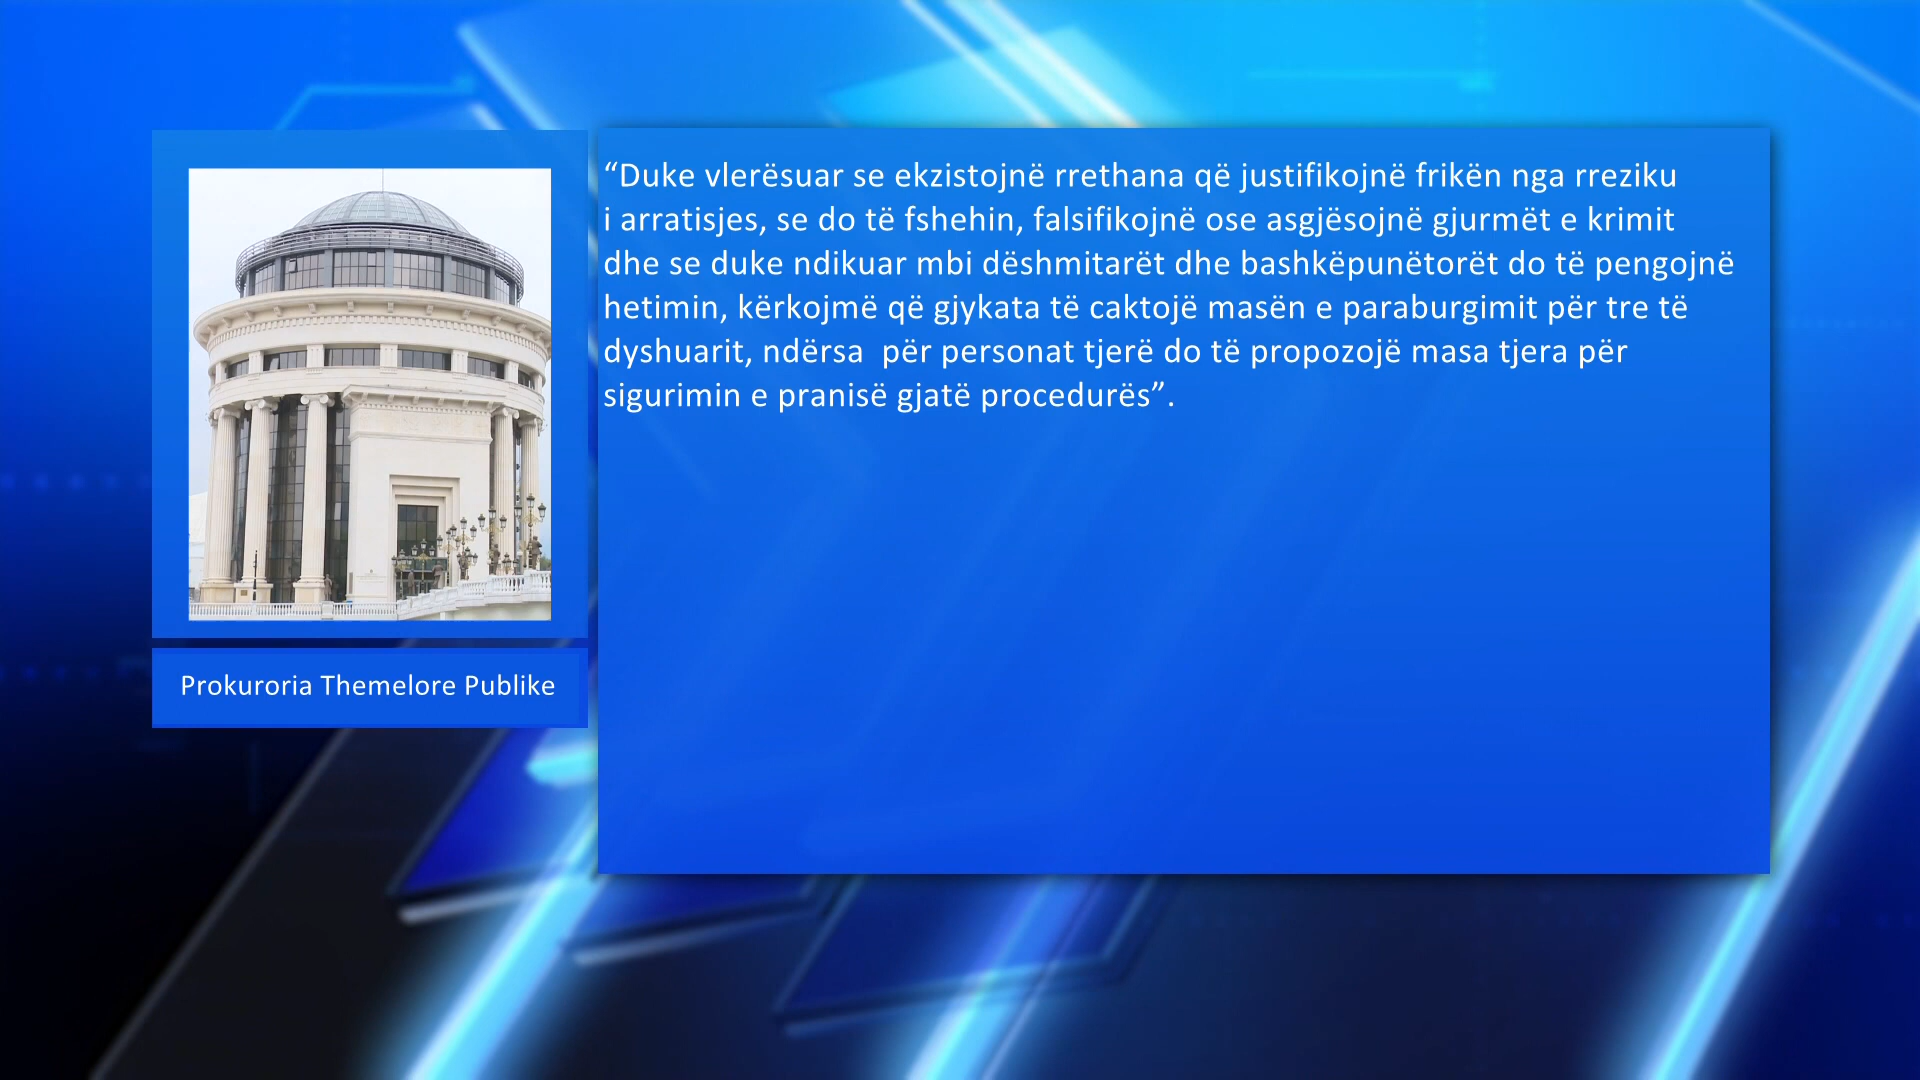 “Duke vlerësuar se ekzistojnë rrethana që justifikojnë frikën nga rreziku
i arratisjes, se do të fshehin, falsifikojnë ose asgjësojnë gjurmët e krimit
dhe se duke ndikuar mbi dëshmitarët dhe bashkëpunëtorët do të pengojnë
hetimin, kërkojmë që gjykata të caktojë masën e paraburgimit për tre të
dyshuarit, ndërsa  për personat tjerë do të propozojë masa tjera për
sigurimin e pranisë gjatë procedurës”.
Prokuroria Themelore Publike